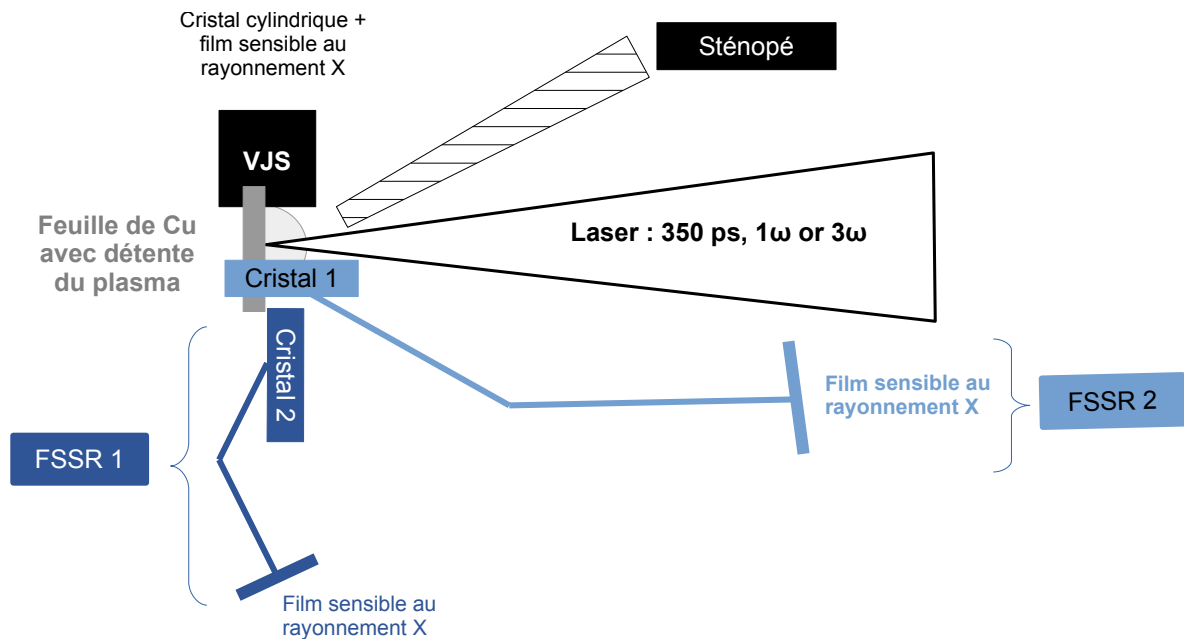 Cristal cylindrique +
film sensible au
rayonnement X
Sténopé
VJS
Feuille de Cu
avec détente
du plasma
Laser : 350 ps, 1ω or 3ω
Cristal 1
Cristal 2
Film sensible au
rayonnement X
FSSR 2
FSSR 1
Film sensible au
rayonnement X